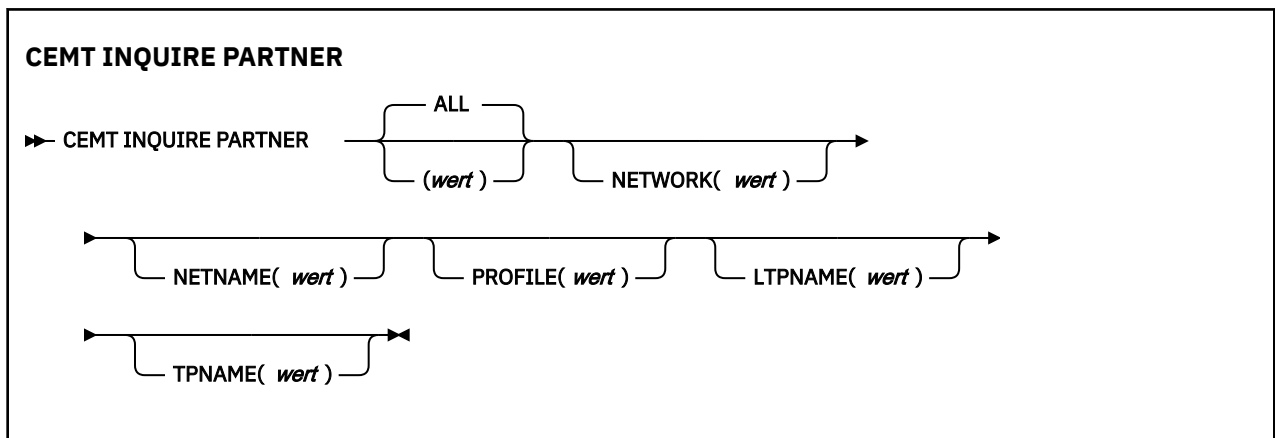 CEMT INQUIRE PARTNER
ALL
CEMT INQUIRE PARTNER
(wert )
NETWORK( wert )
NETNAME( wert )
PROFILE( wert )
LTPNAME( wert )
TPNAME( wert )